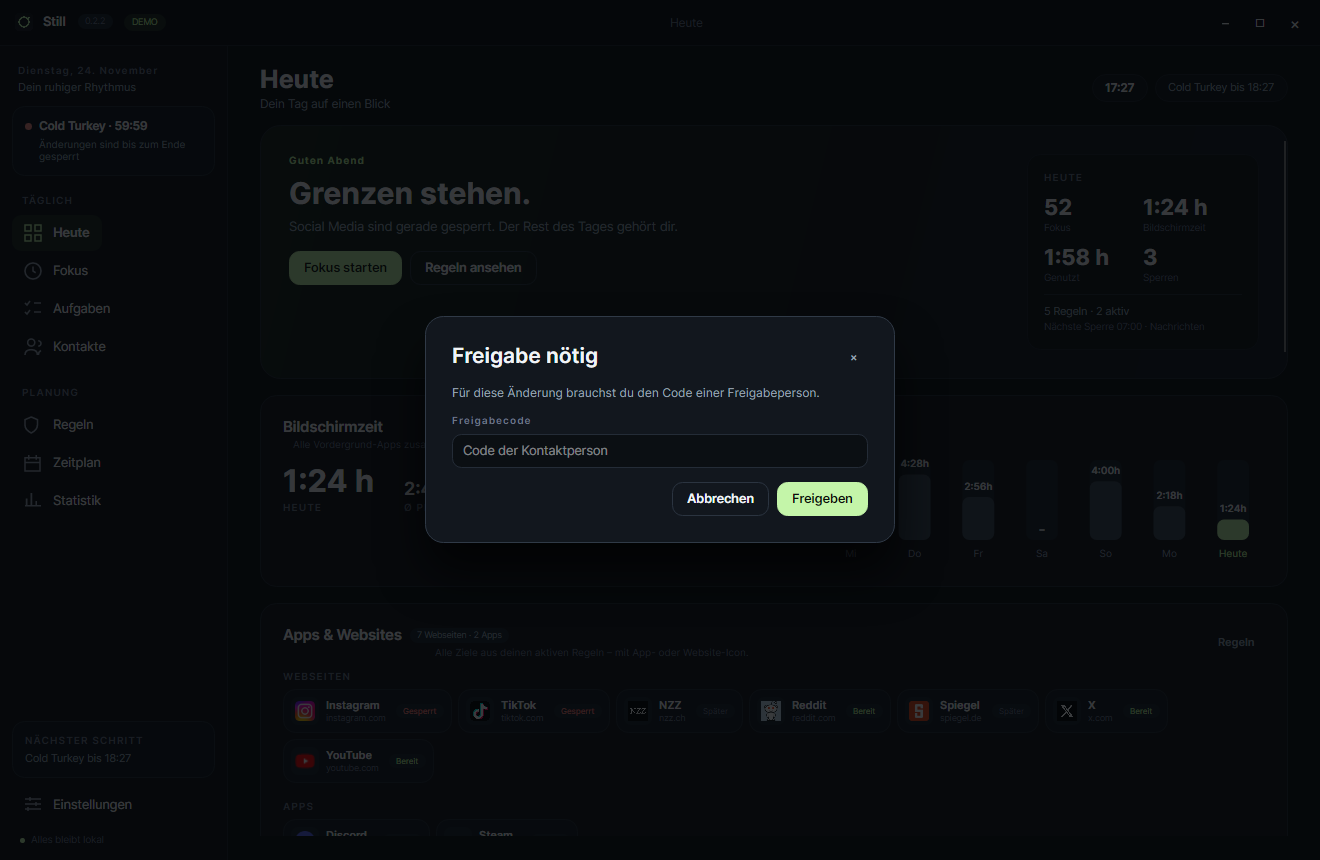 Still 0.2.2 DEMO
Heute
Dienstag, 24. November
Dein ruhiger Rhythmus
Cold Turkey · 59:59
Änderungen sind bis zum Ende
gesperrt
TÄGLICH
Heute
Fokus
Aufgaben
Kontakte
PLANUNG
Regeln
Zeitplan
Statistik
NÄCHSTER SCHRITT
Cold Turkey bis 18:27
Einstellungen
Alles bleibt lokal
Heute
Dein Tag auf einen Blick
17:27
Cold Turkey bis 18:27
Guten Abend
Grenzen stehen.
Social Media sind gerade gesperrt. Der Rest des Tages gehört dir.
Fokus starten
Regeln ansehen
HEUTE
52
Fokus
1:24 h
Bildschirmzeit
1:58 h
Genutzt
3
Sperren
5 Regeln · 2 aktiv
Nächste Sperre 07:00 · Nachrichten
Freigabe nötig
×
Für diese Änderung brauchst du den Code einer Freigabeperson.
Freigabecode
Code der Kontaktperson
Abbrechen
Freigeben
Bildschirmzeit
Alle Vordergrund-Apps
1:24 h
HEUTE
4:28h
2:56h
–
4:00h
2:18h
1:24h
Mi
Do
Fr
Sa
So
Mo
Heute
Apps & Websites
7 Webseiten · 2 Apps
Alle Ziele aus deinen aktiven Regeln – mit App- oder Website-Icon.
Regeln
WEBSEITEN
Instagram
instagram.com
Gesperrt
TikTok
tiktok.com
Gesperrt
NZZ
NZZ
nzz.ch
Später
Reddit
reddit.com
Bereit
Spiegel
spiegel.de
Später
X
x.com
Bereit
YouTube
youtube.com
Bereit
APPS
Discord
Steam